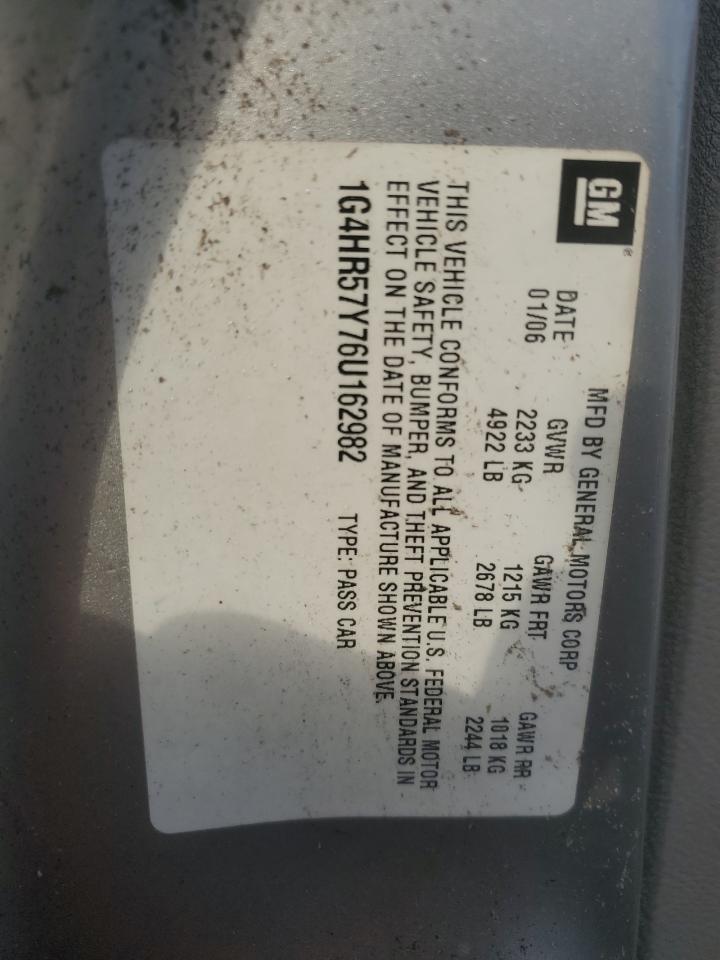 GM
MFD BY GENERAL MOTORS CORP
DATE GVWR GAWR FRT GAWR RR
01/06 2233 KG 1215 KG 1018 KG
4922 LB 2678 LB 2244 LB
THIS VEHICLE CONFORMS TO ALL APPLICABLE U.S. FEDERAL MOTOR
VEHICLE SAFETY, BUMPER, AND THEFT PREVENTION STANDARDS IN
EFFECT ON THE DATE OF MANUFACTURE SHOWN ABOVE.
1G4HR57Y76U162982 TYPE: PASS CAR